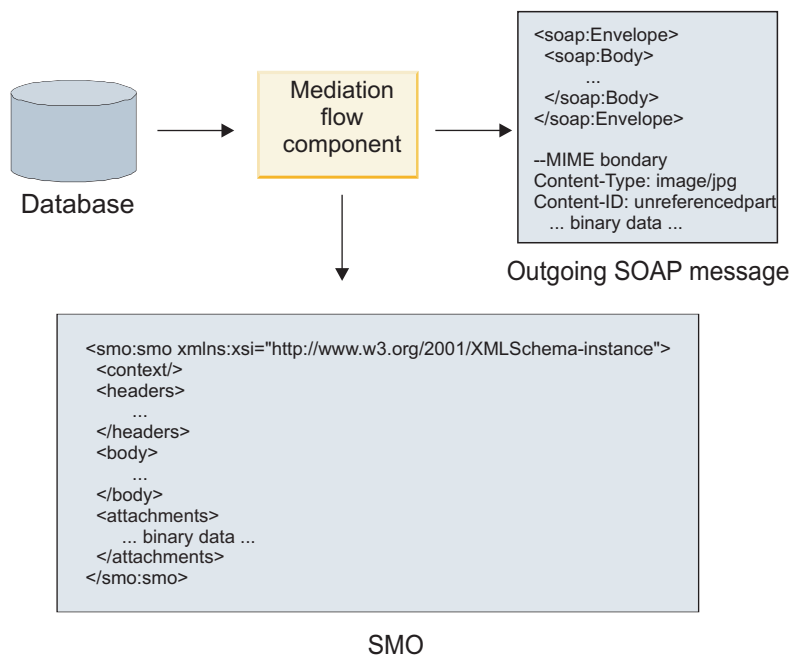 Database
Mediation
flow
component
<soap:Envelope>
<soap:Body>
...
</soap:Body>
</soap:Envelope>
--MIME bondary
Content-Type: image/jpg
Content-ID: unreferencedpart
... binary data ...
Outgoing SOAP message
<smo:smo xmlns:xsi="http://www.w3.org/2001/XMLSchema-instance">
<context/>
<headers>
...
</headers>
<body>
...
</body>
<attachments>
... binary data ...
</attachments>
</smo:smo>
SMO